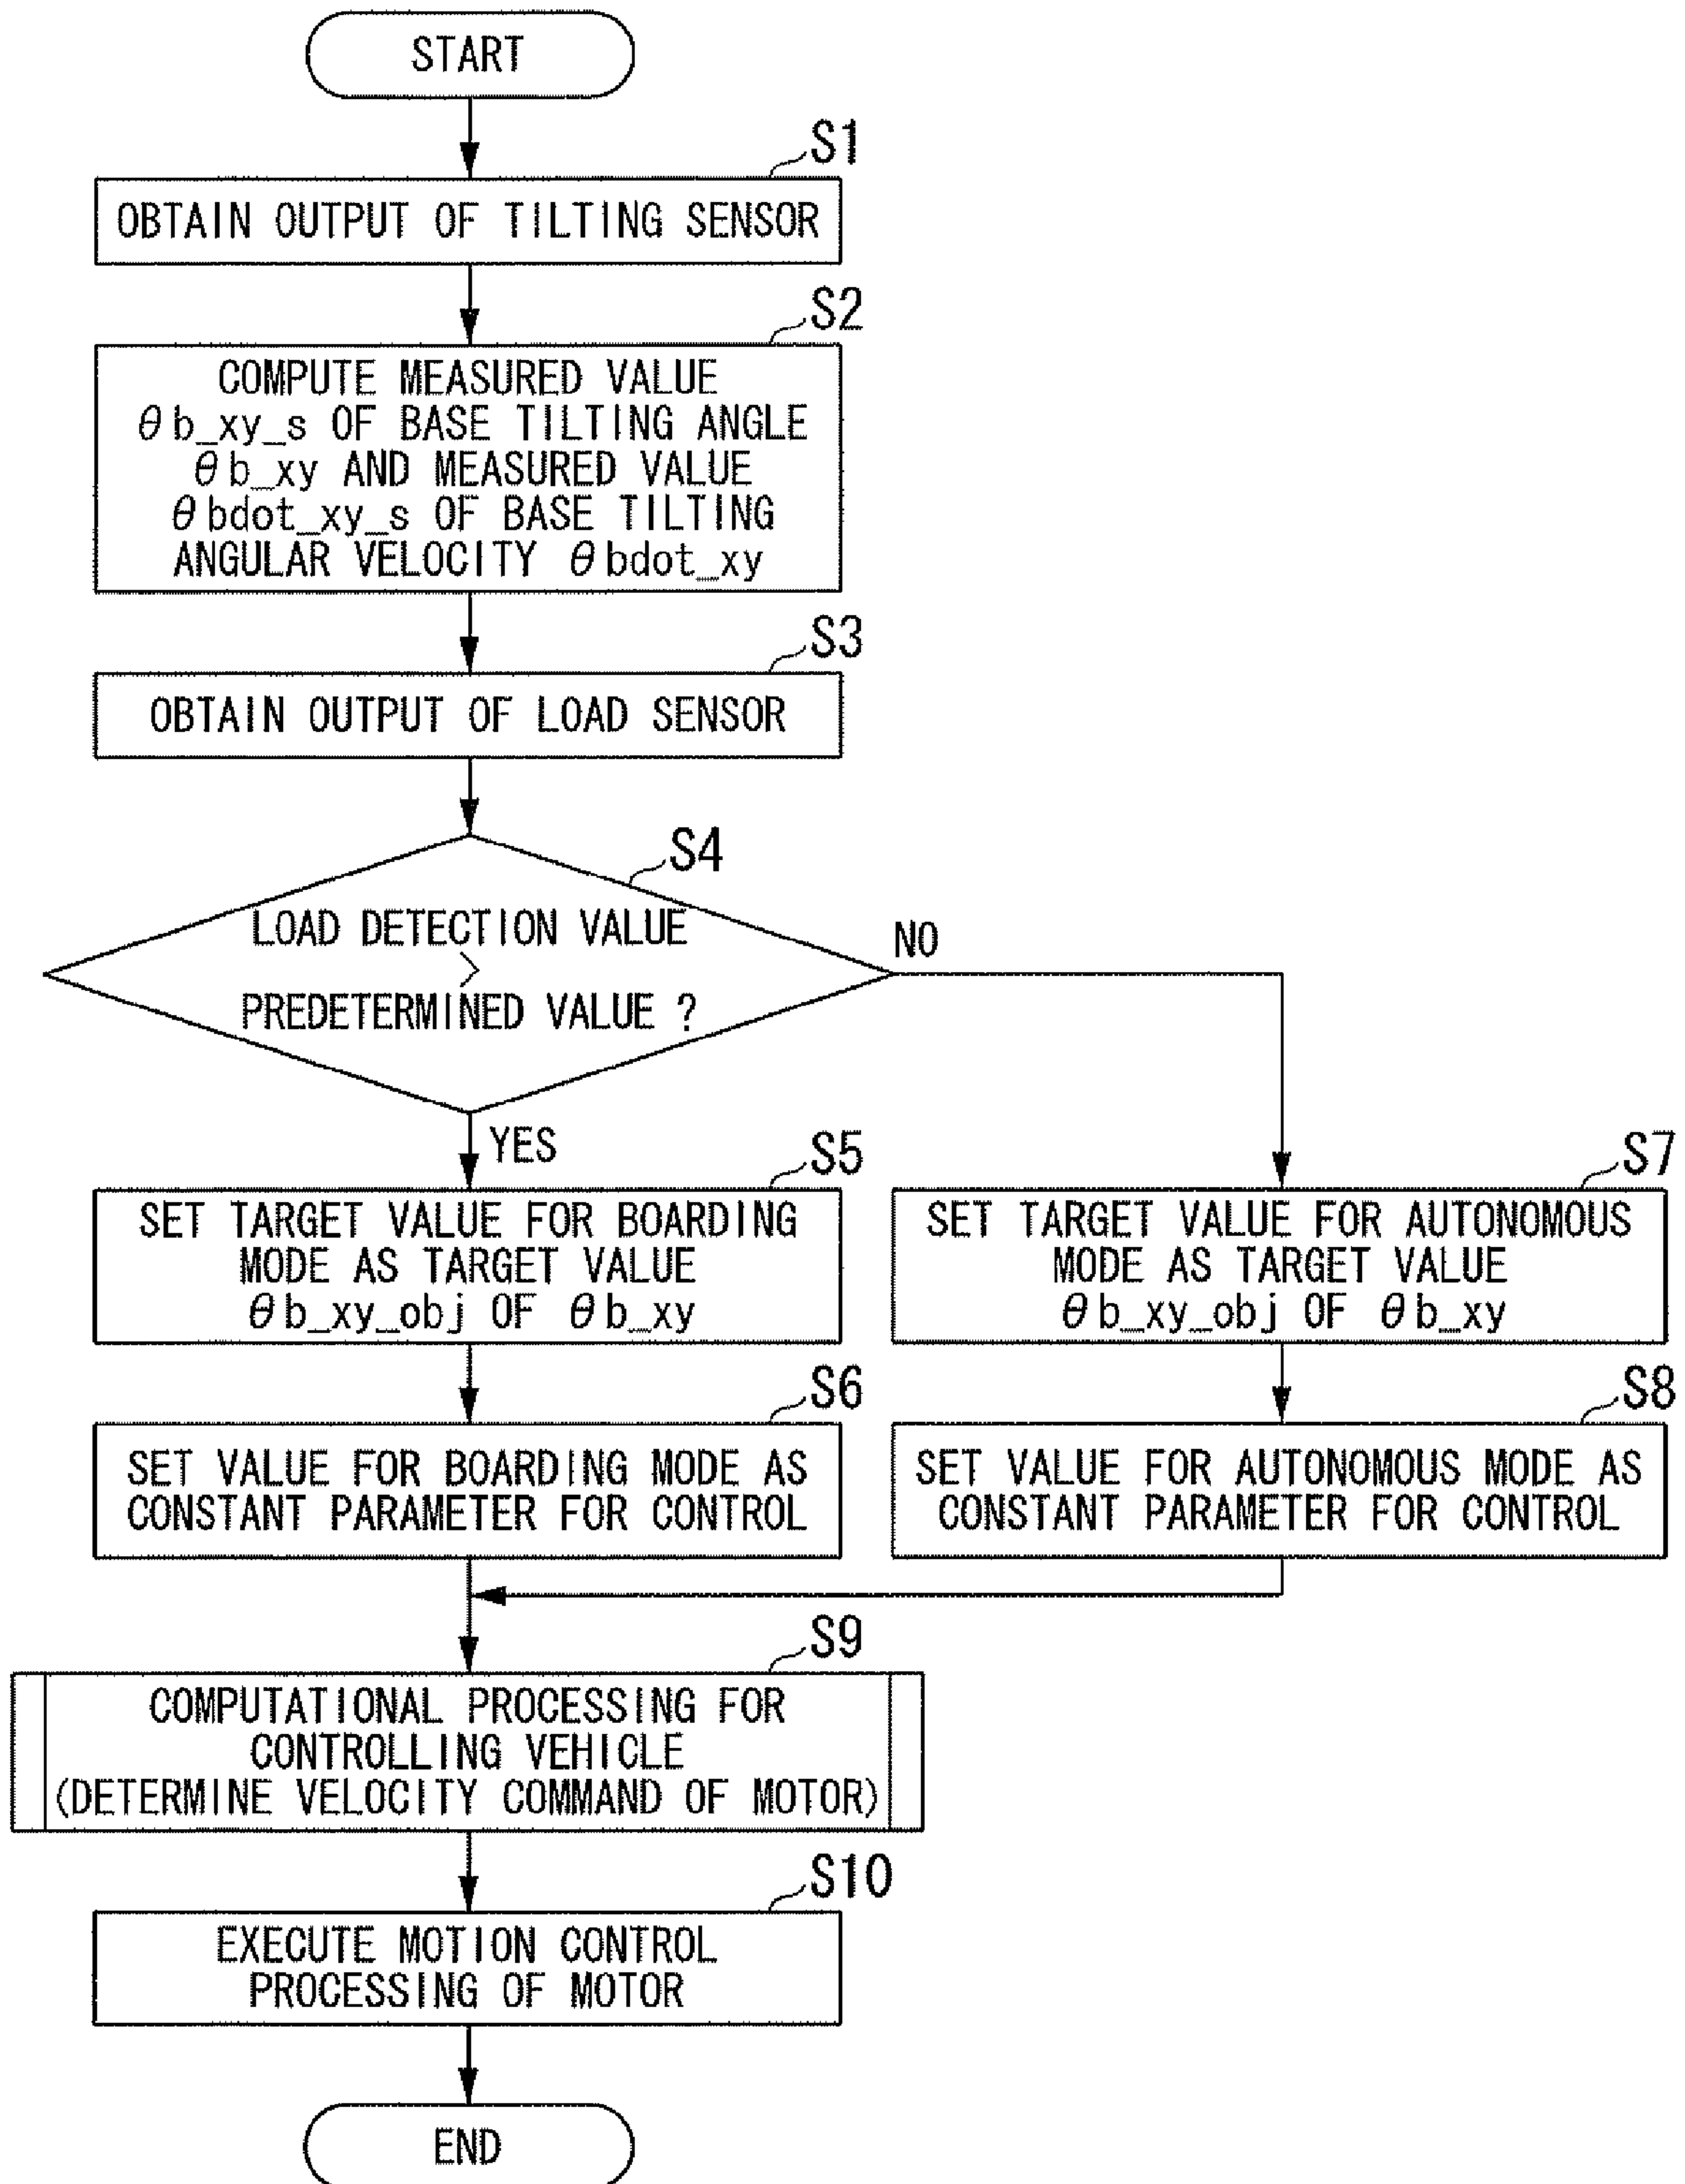 START
S1
OBTAIN OUTPUT OF TILTING SENSOR
S2
COMPUTE MEASURED VALUE
θb_xy_s OF BASE TILTING ANGLE
θb_xy AND MEASURED VALUE
θbdot_xy_s OF BASE TILTING
ANGULAR VELOCITY θbdot_xy
S3
OBTAIN OUTPUT OF LOAD SENSOR
S4
LOAD DETECTION VALUE
>
PREDETERMINED VALUE ?
NO
YES
S5
SET TARGET VALUE FOR BOARDING
MODE AS TARGET VALUE
θb_xy_obj OF θb_xy
S7
SET TARGET VALUE FOR AUTONOMOUS
MODE AS TARGET VALUE
θb_xy_obj OF θb_xy
S6
SET VALUE FOR BOARDING MODE AS
CONSTANT PARAMETER FOR CONTROL
S8
SET VALUE FOR AUTONOMOUS MODE AS
CONSTANT PARAMETER FOR CONTROL
S9
COMPUTATIONAL PROCESSING FOR
CONTROLLING VEHICLE
(DETERMINE VELOCITY COMMAND OF MOTOR)
S10
EXECUTE MOTION CONTROL
PROCESSING OF MOTOR
END